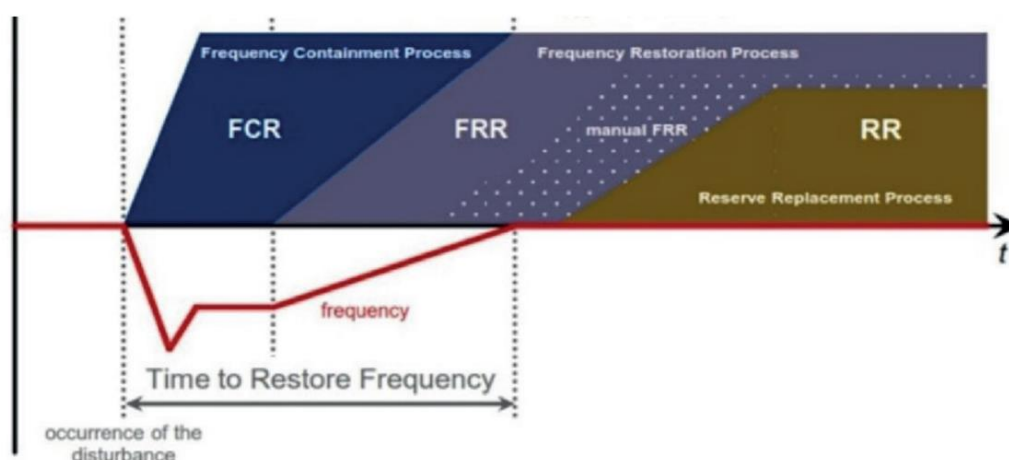 Frequency Containment Process
Frequency Restoration Process
FCR
FRR
manual FRR
RR
Reserve Replacement Process
t
frequency
Time to Restore Frequency
occurrence of the
disturbance